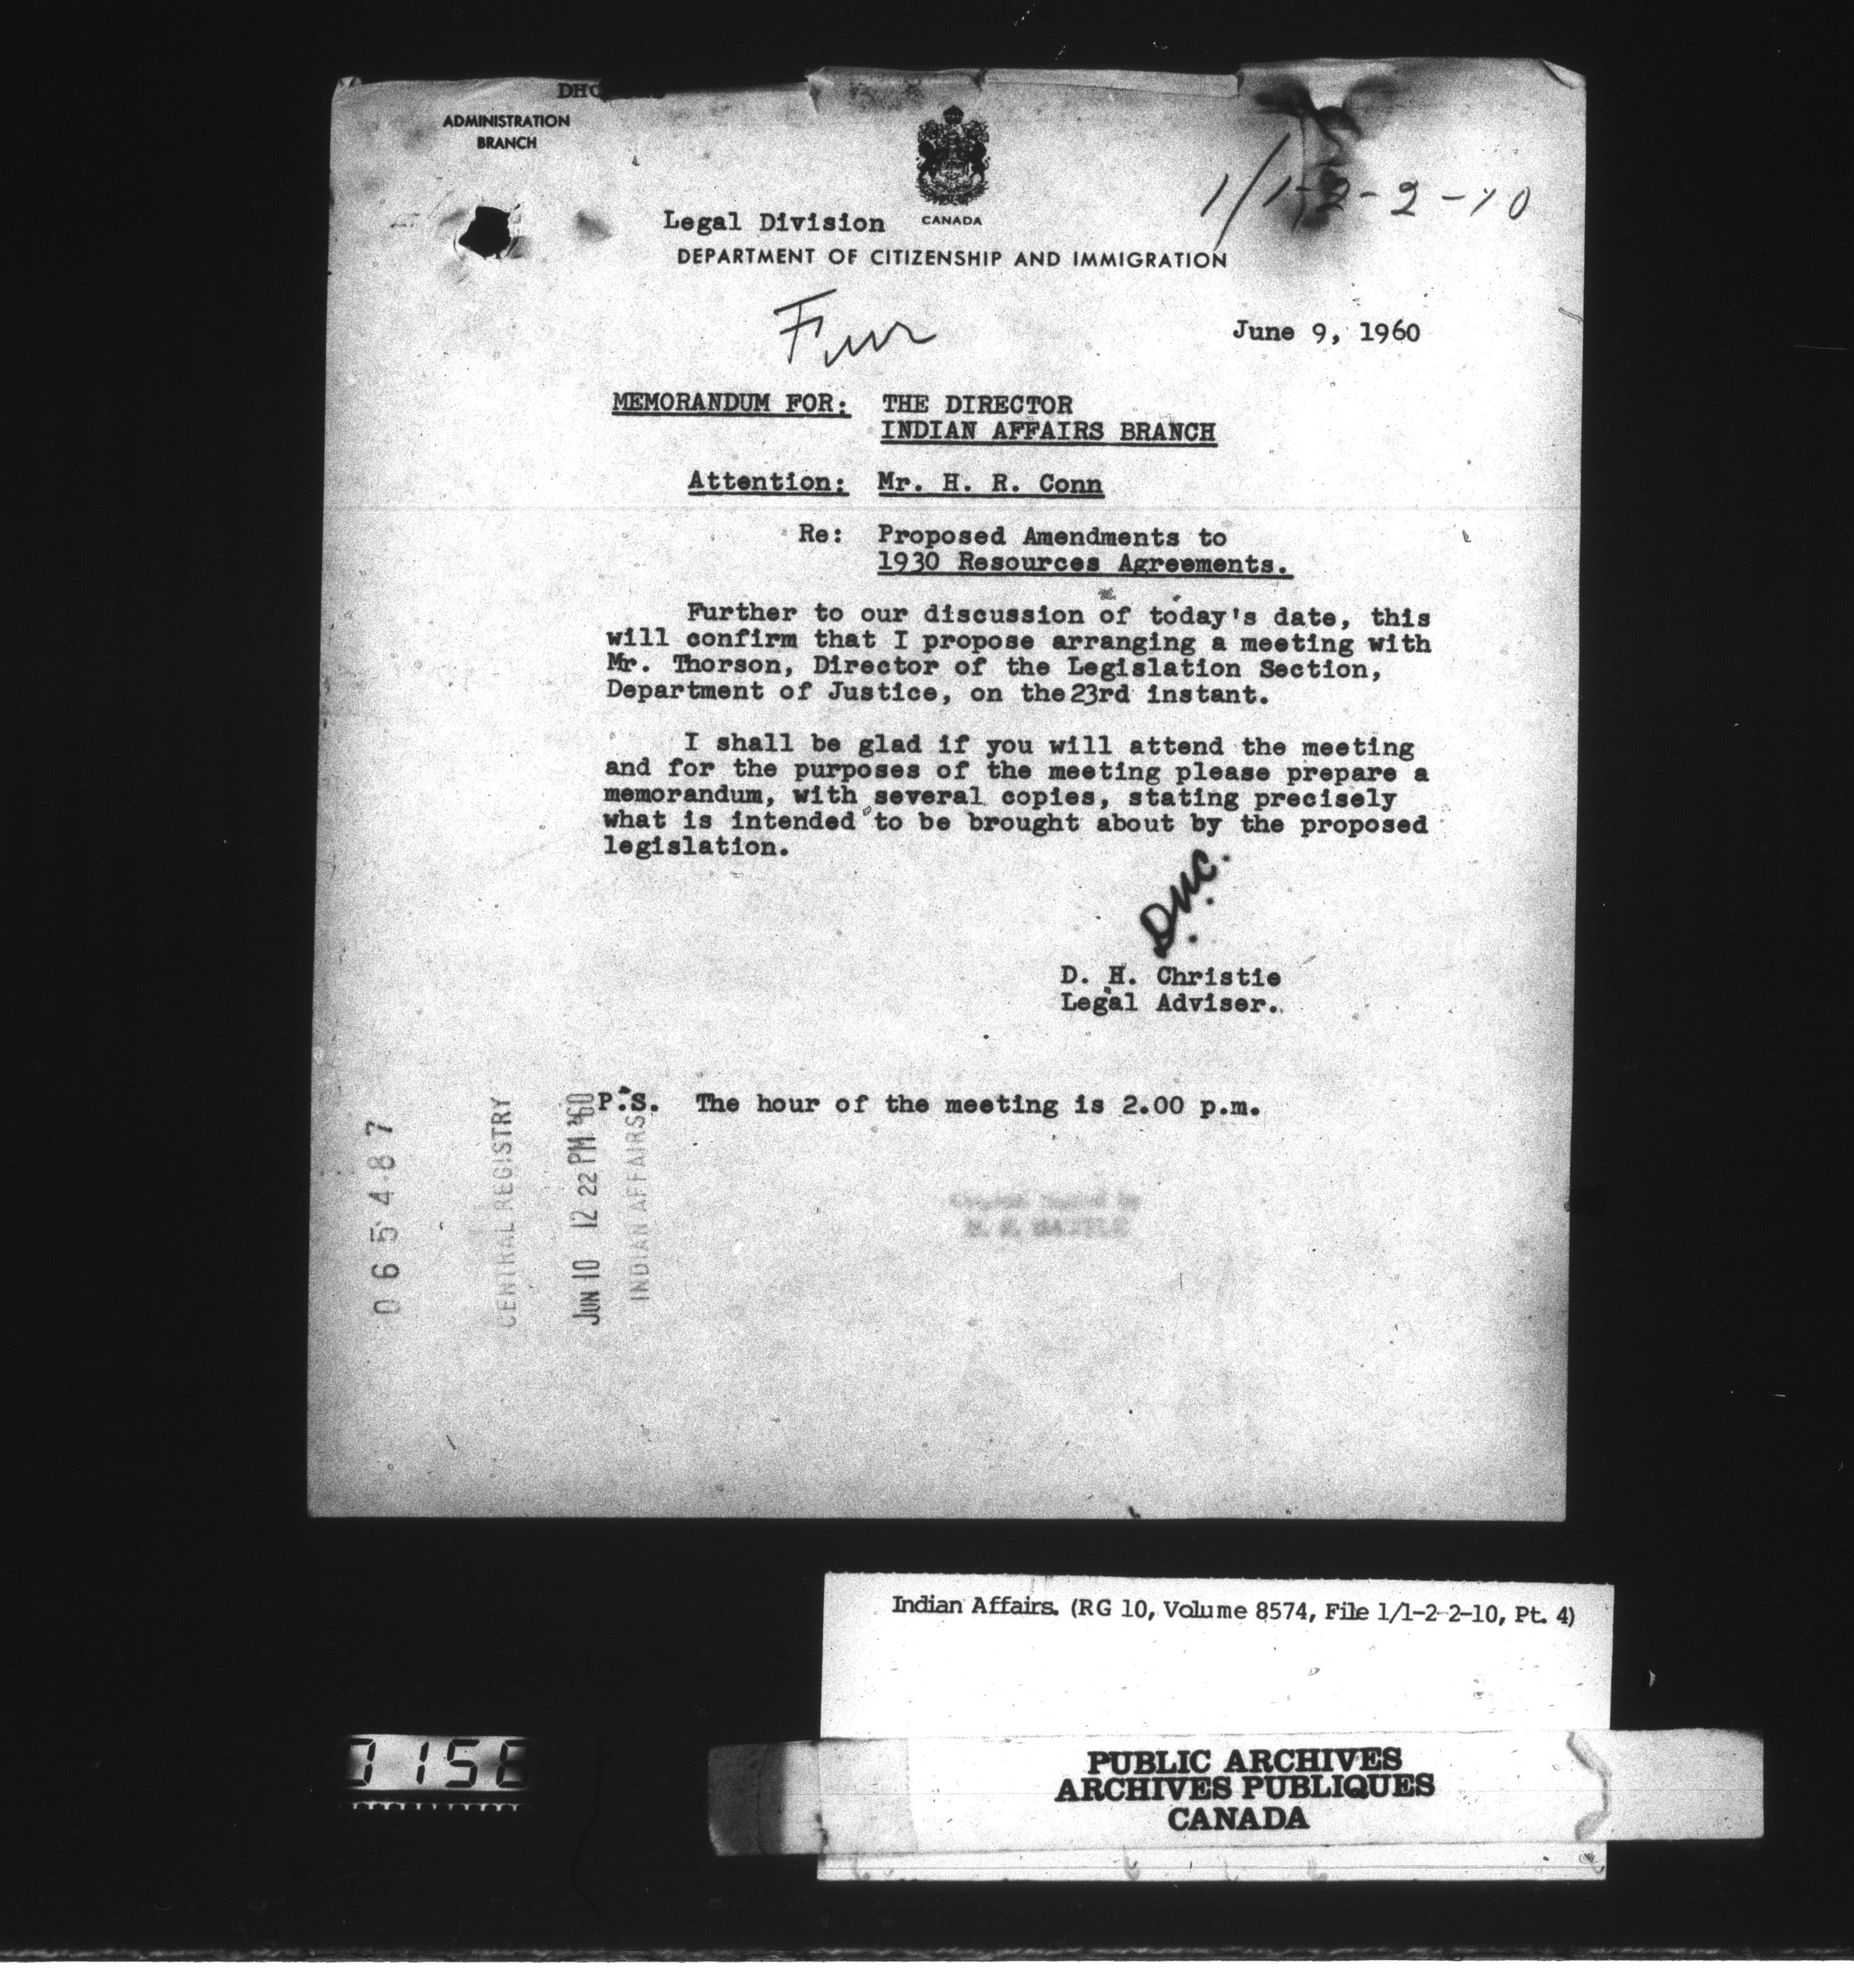 ADMINISTRATION
BRANCH
CANADA
1/1-2-2-10
Legal Division
DEPARTMENT OF CITIZENSHIP AND IMMIGRATION
Fur
June 9, 1960
MEMORANDUM FOR: THE DIRECTOR
INDIAN AFFAIRS BRANCH
Attention: Mr. H. R. Conn
Re: Proposed Amendments to
1930 Resources Agreements.
Further to our discussion of today's date, this
will confirm that I propose arranging a meeting with
Mr. Thorson, Director of the Legislation Section,
Department of Justice, on the 23rd instant.
I shall be glad if you will attend the meeting
and for the purposes of the meeting please prepare a
memorandum, with several copies, stating precisely
what is intended to be brought about by the proposed
legislation.
D.H.C.
D. H. Christie
Legal Adviser.
P.S. The hour of the meeting is 2.00 p.m.
065487
CENTRAL REGISTRY
JUN 10 12 22 PM '60
INDIAN AFFAIRS
Indian Affairs. (RG 10, Volume 8574, File 1/1-2-2-10, Pt. 4)
PUBLIC ARCHIVES
ARCHIVES PUBLIQUES
CANADA